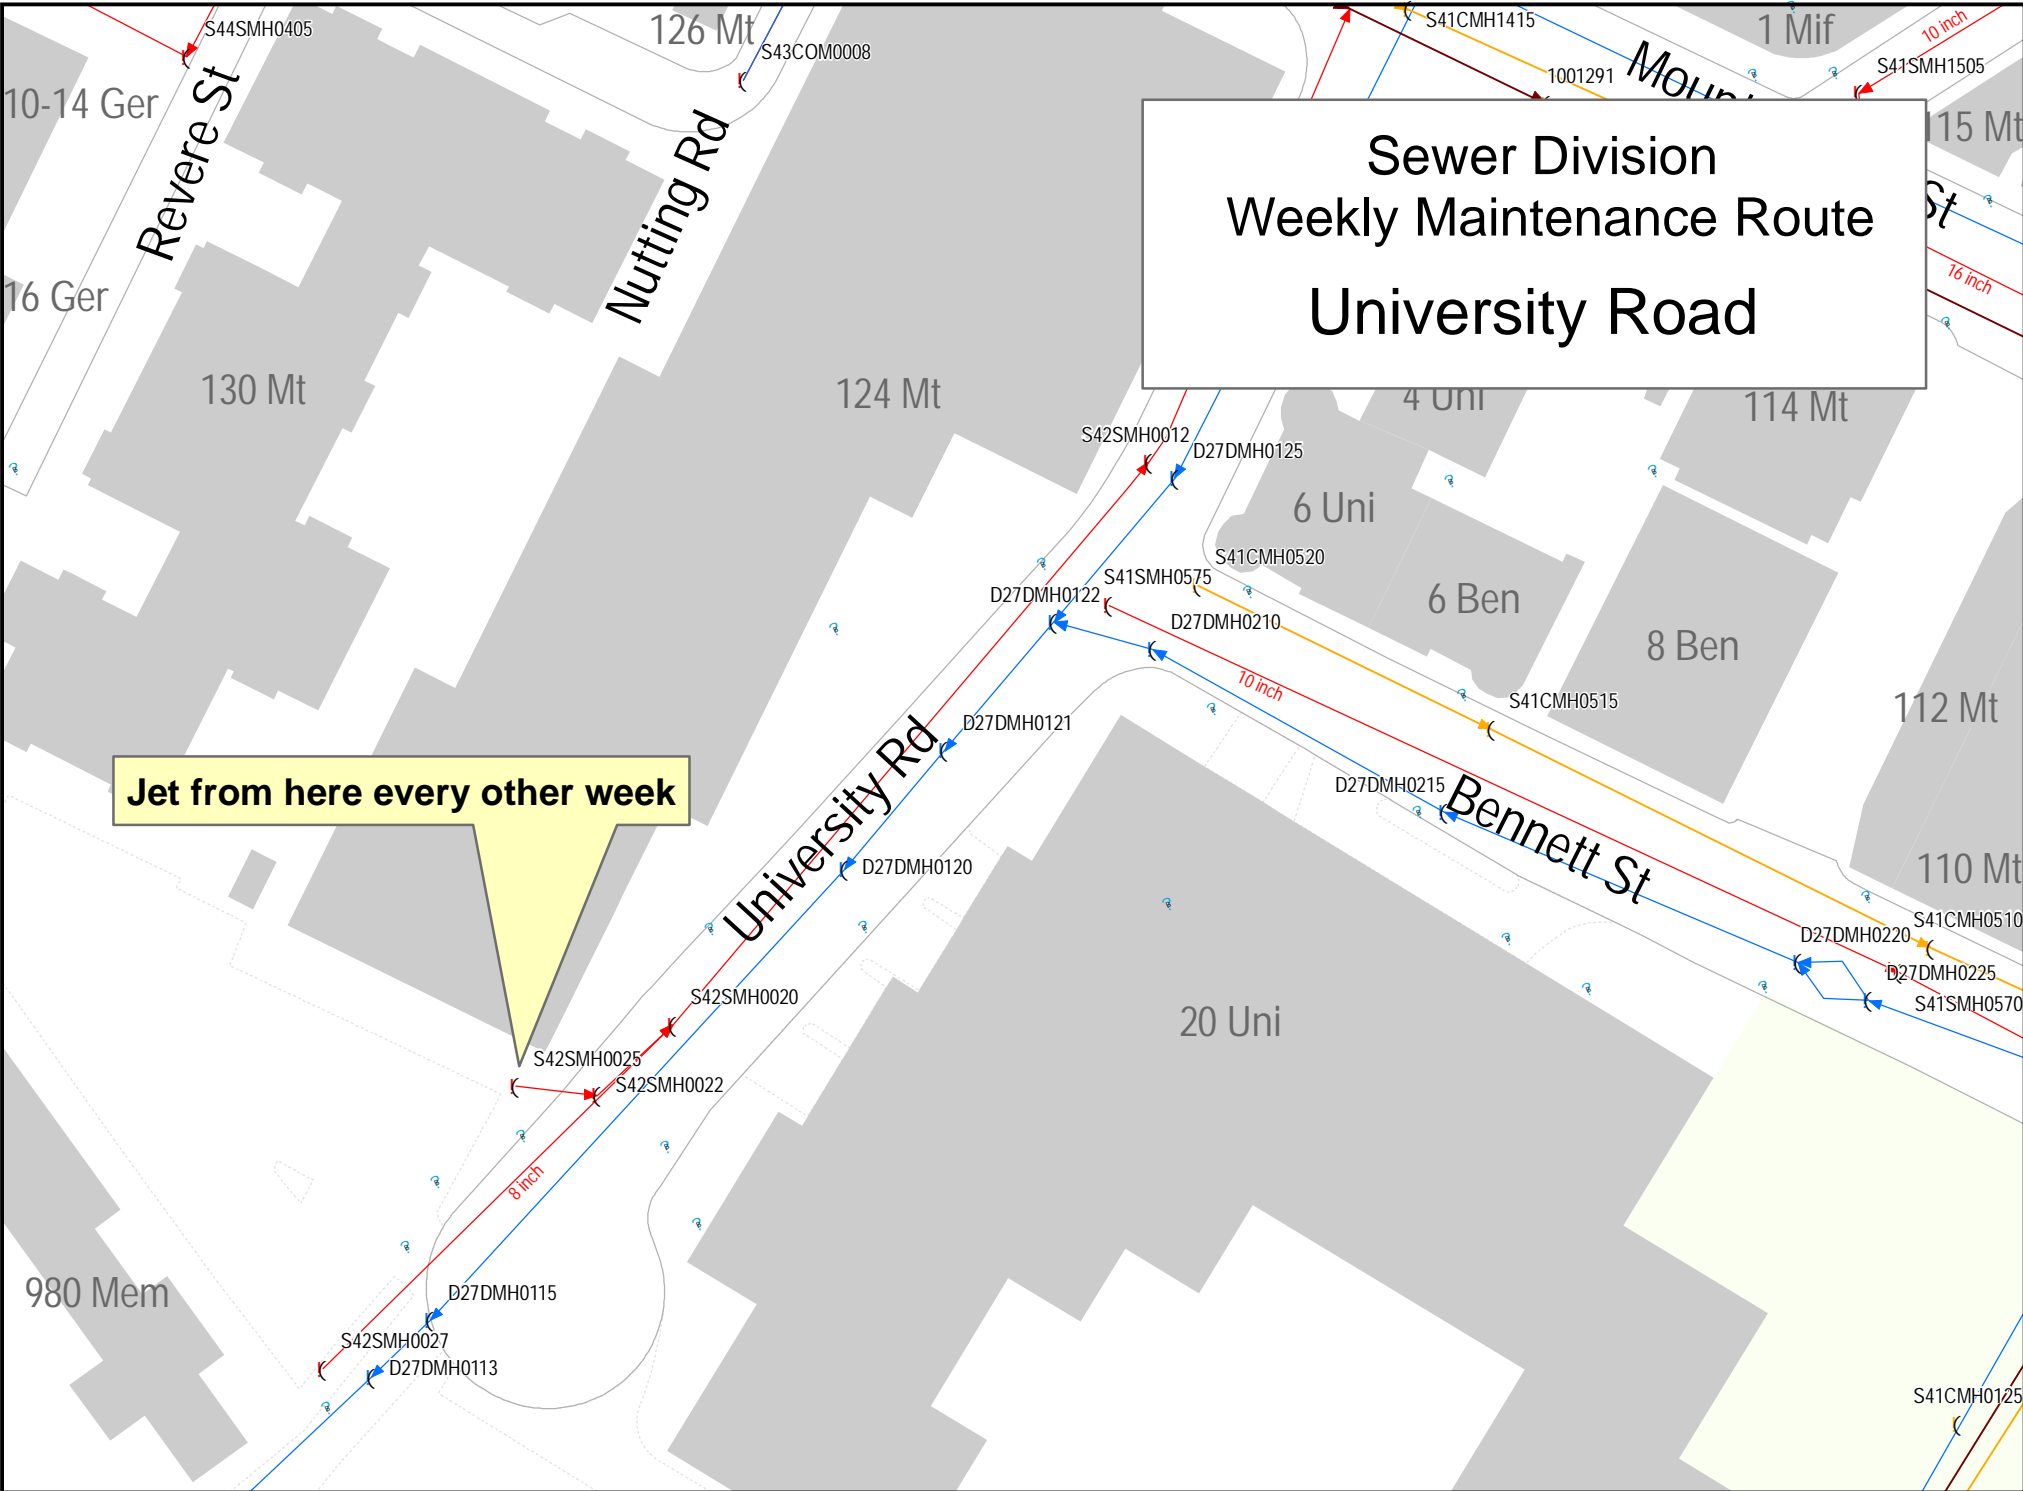 S44SMH0405
126 Mt
S43COM0008
S41CMH1415
1 Mif
10 inch
S41SMH1505
1001291
10-14 Ger
Revere St
Nutting Rd
115 Mt
Sewer Division
Weekly Maintenance Route
University Road
St
16 inch
16 Ger
130 Mt
124 Mt
4 Uni
114 Mt
S42SMH0012
D27DMH0125
6 Uni
S41CMH0520
S41SMH0575
D27DMH0122
D27DMH0210
6 Ben
8 Ben
10 inch
S41CMH0515
112 Mt
D27DMH0121
University Rd
Jet from here every other week
D27DMH0215
Bennett St
D27DMH0120
110 Mt
S41CMH0510
D27DMH0220
D27DMH0225
S41SMH0570
S42SMH0020
20 Uni
S42SMH0025
S42SMH0022
8 inch
980 Mem
D27DMH0115
S42SMH0027
D27DMH0113
S41CMH0125